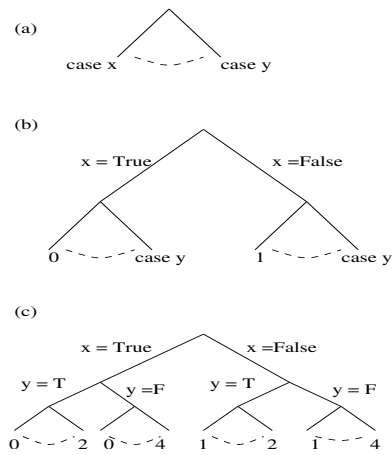 (a)
case x case y
(b)
x = True x =False
0 case y 1 case y
(c)
x = True x =False
y = T y =F y = T y = F
0 2 0 4 1 2 1 4